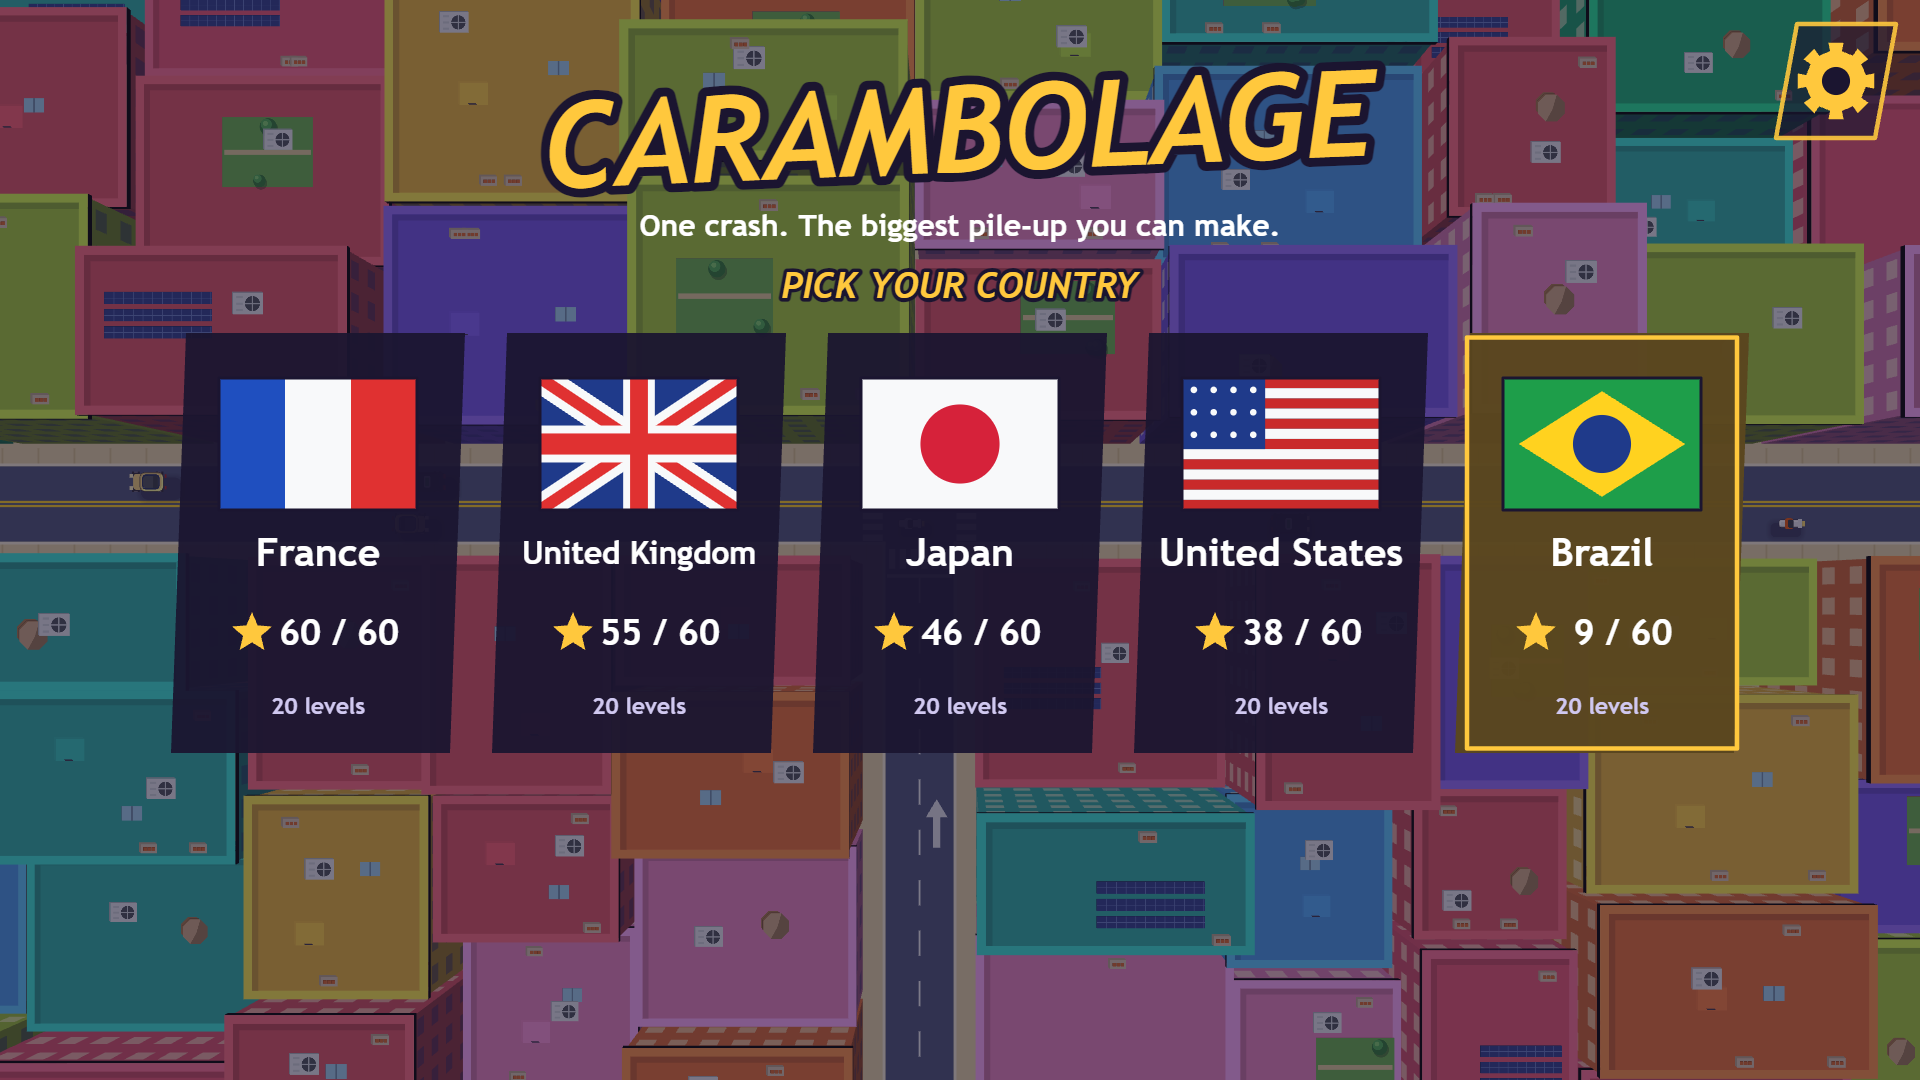 CARAMBOLAGE
One crash. The biggest pile-up you can make.
PICK YOUR COUNTRY
France
60 / 60
20 levels
United Kingdom
55 / 60
20 levels
Japan
46 / 60
20 levels
United States
38 / 60
20 levels
Brazil
9 / 60
20 levels